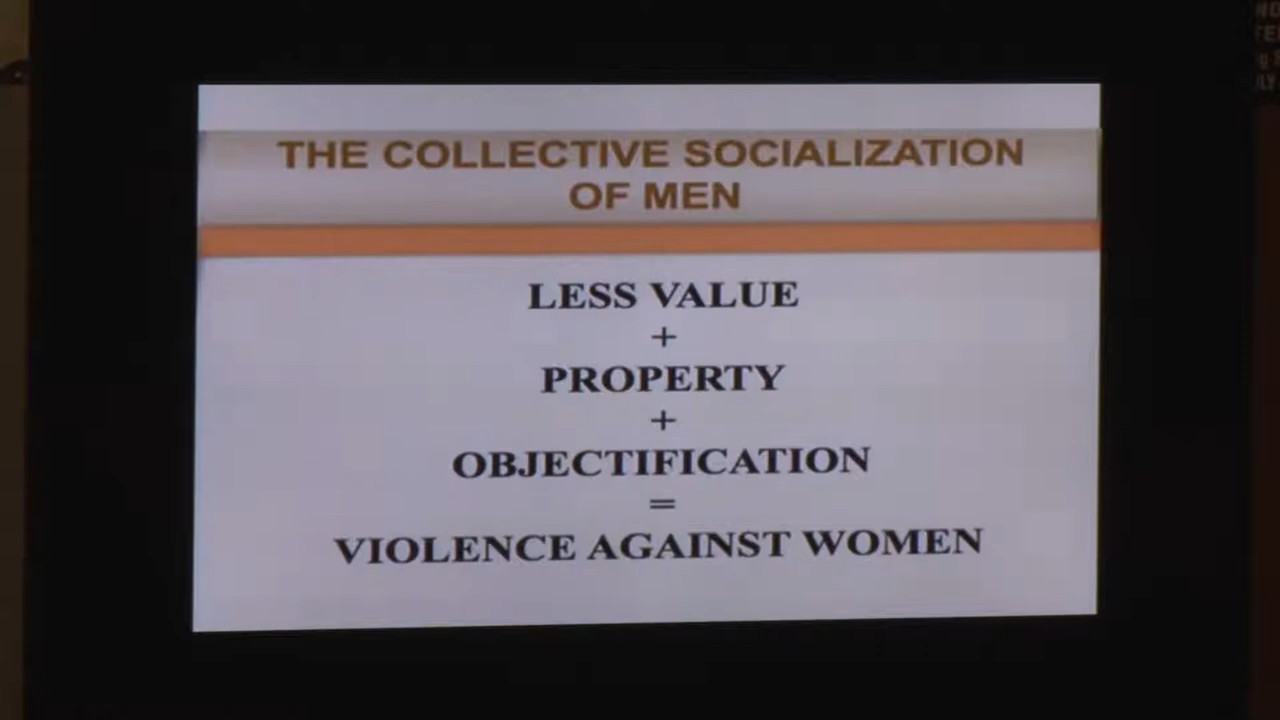 THE COLLECTIVE SOCIALIZATION
OF MEN
LESS VALUE
+
PROPERTY
+
OBJECTIFICATION
=
VIOLENCE AGAINST WOMEN